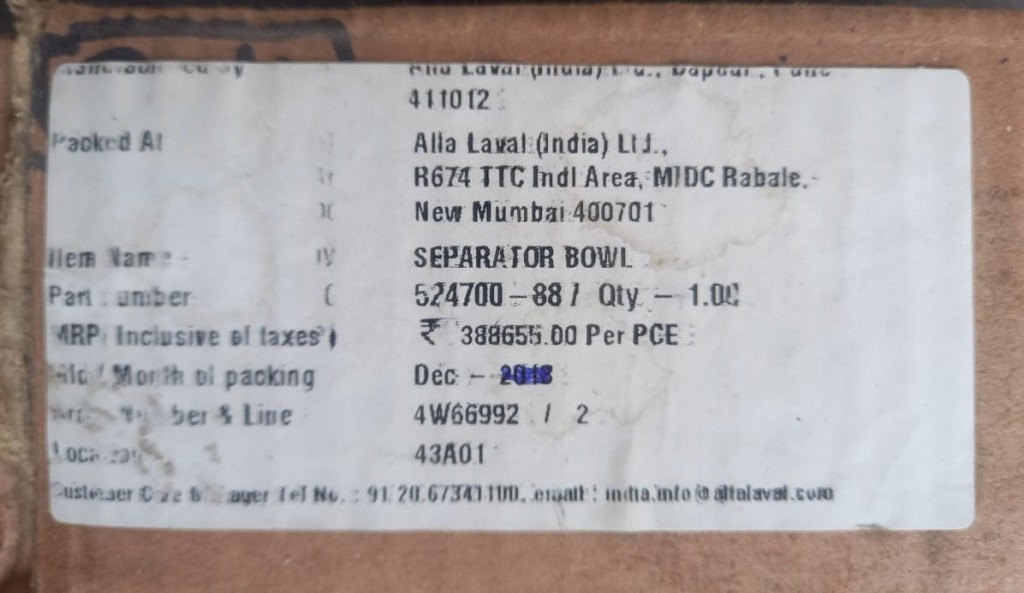 411012
Packed At Alfa Laval (India) Ltd.,
R674 TTC Indl Area, MIDC Rabale.
New Mumbai 400701
Item Name SEPARATOR BOWL
Part Number 524700 - 88 / Qty - 1.00
MRP Inclusive of taxes ₹ 388655.00 Per PCE
Month of packing Dec -
Number & Line 4W66992 / 2
Location 43A01
Tel No. : 91.20.67341100, email : india.info@alfalaval.com